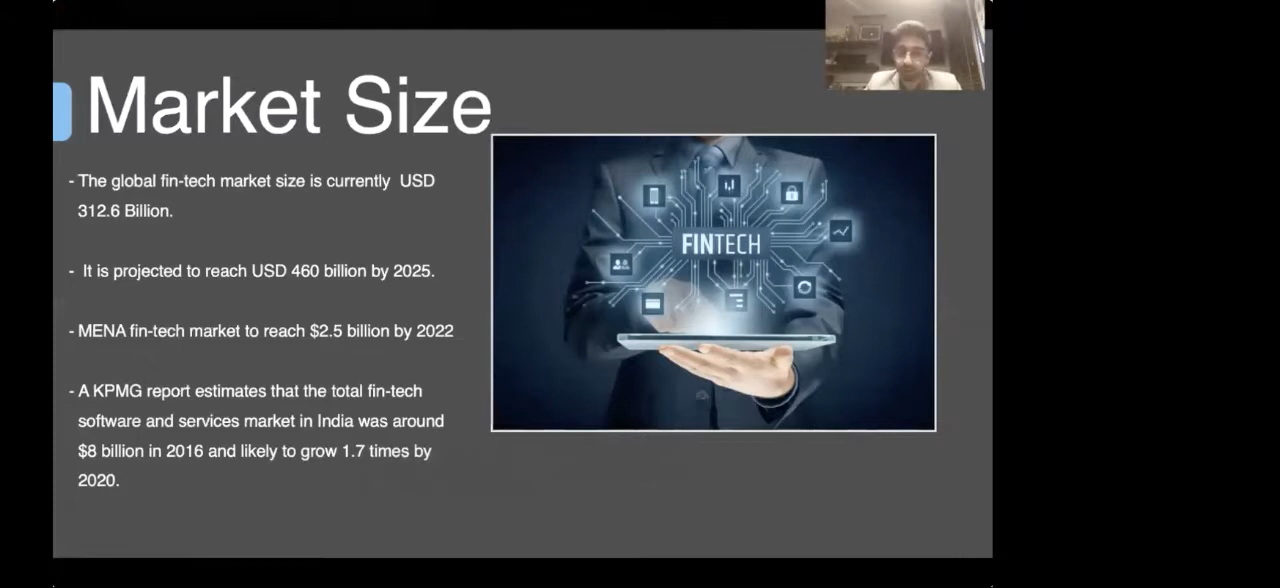 Market Size
- The global fin-tech market size is currently  USD
312.6 Billion.
-  It is projected to reach USD 460 billion by 2025.
- MENA fin-tech market to reach $2.5 billion by 2022
- A KPMG report estimates that the total fin-tech
software and services market in India was around
$8 billion in 2016 and likely to grow 1.7 times by
2020.
FINTECH